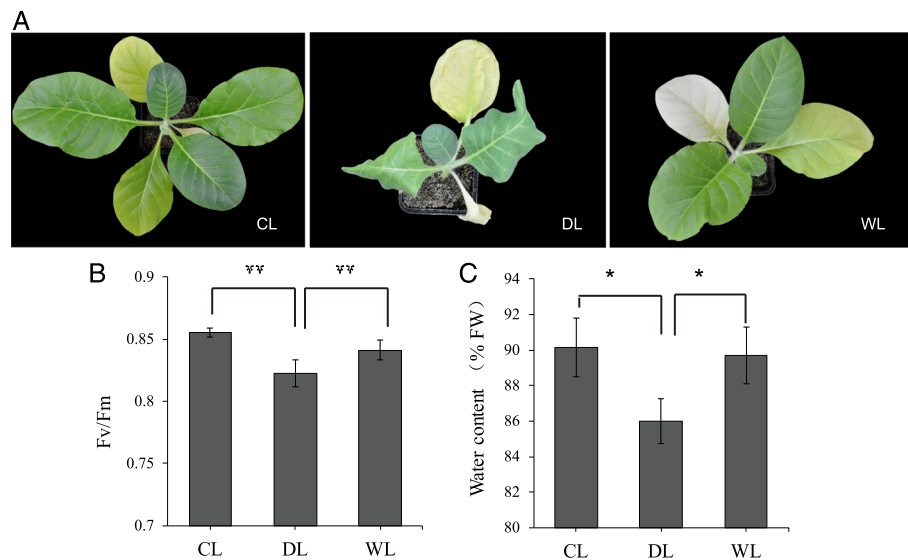 A
CL
DL
WL
B
Fv/Fm
0.9
0.85
0.8
0.75
0.7
**
**
CL
DL
WL
C
Water content (% FW)
94
92
90
88
86
84
82
80
*
*
CL
DL
WL